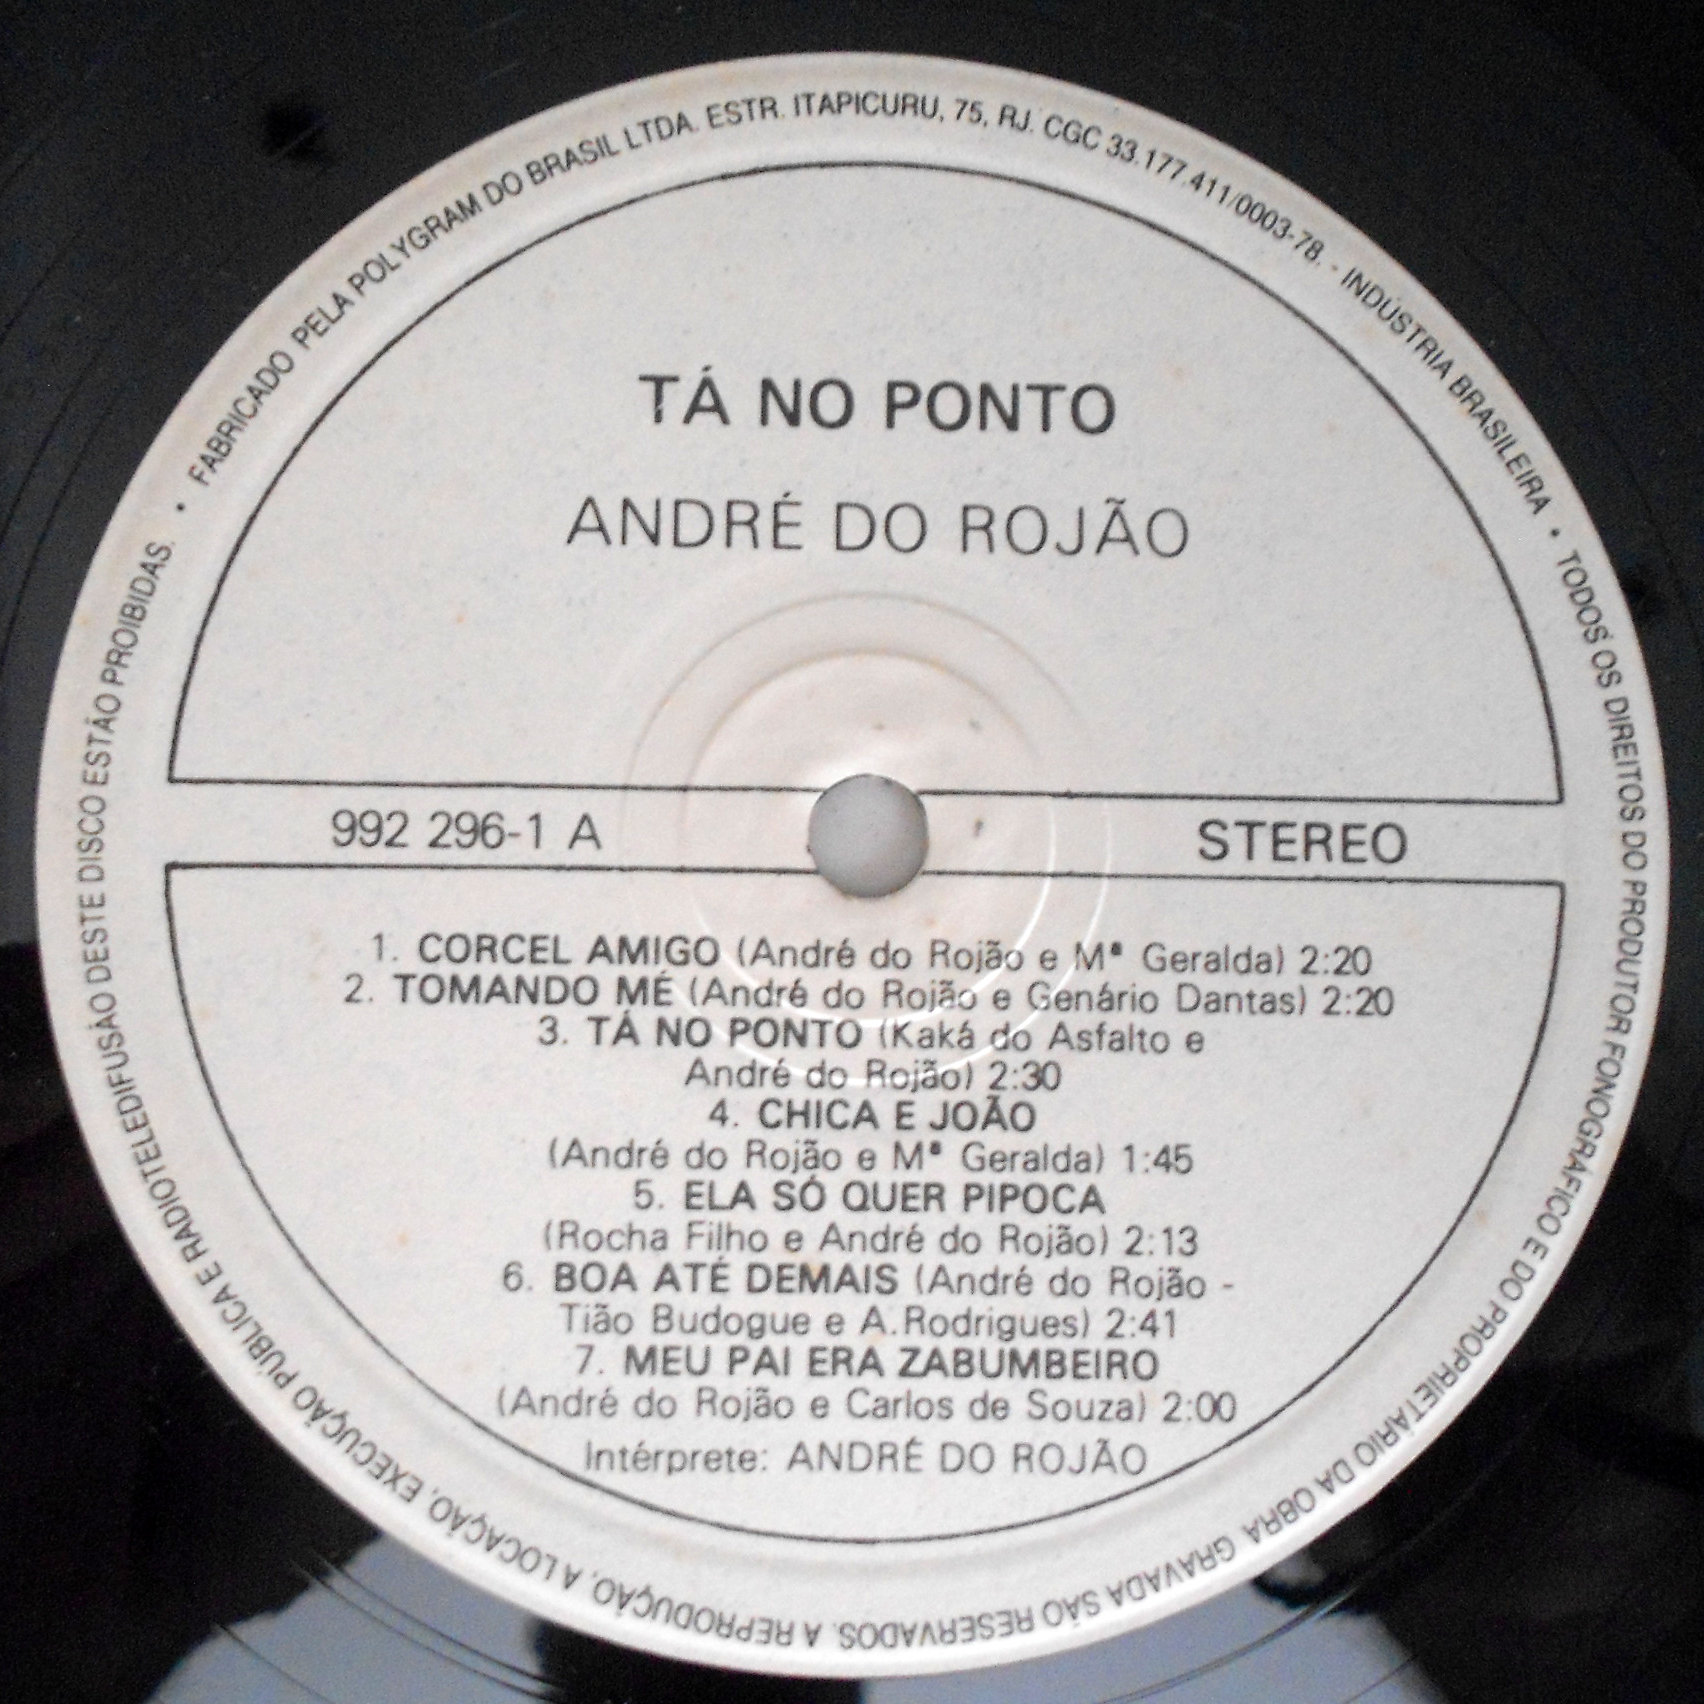 FABRICADO PELA POLYGRAM DO BRASIL LTDA. ESTR. ITAPICURU, 75, RJ. CGC 33.177.411/0003-78. - INDÚSTRIA BRASILEIRA • TODOS OS DIREITOS DO PRODUTOR FONOGRÁFICO E DO PROPRIETÁRIO DA OBRA GRAVADA SÃO RESERVADOS. A REPRODUÇÃO, A LOCAÇÃO, EXECUÇÃO PÚBLICA E RADIOTELEDIFUSÃO DESTE DISCO ESTÃO PROIBIDAS. •
TÁ NO PONTO
ANDRÉ DO ROJÃO
992 296-1 A
STEREO
1. CORCEL AMIGO (André do Rojão e Mª Geralda) 2:20
2. TOMANDO MÉ (André do Rojão e Genário Dantas) 2:20
3. TÁ NO PONTO (Kaká do Asfalto e
André do Rojão) 2:30
4. CHICA E JOÃO
(André do Rojão e Mª Geralda) 1:45
5. ELA SÓ QUER PIPOCA
(Rocha Filho e André do Rojão) 2:13
6. BOA ATÉ DEMAIS (André do Rojão -
Tião Budogue e A.Rodrigues) 2:41
7. MEU PAI ERA ZABUMBEIRO
(André do Rojão e Carlos de Souza) 2:00
Intérprete: ANDRÉ DO ROJÃO